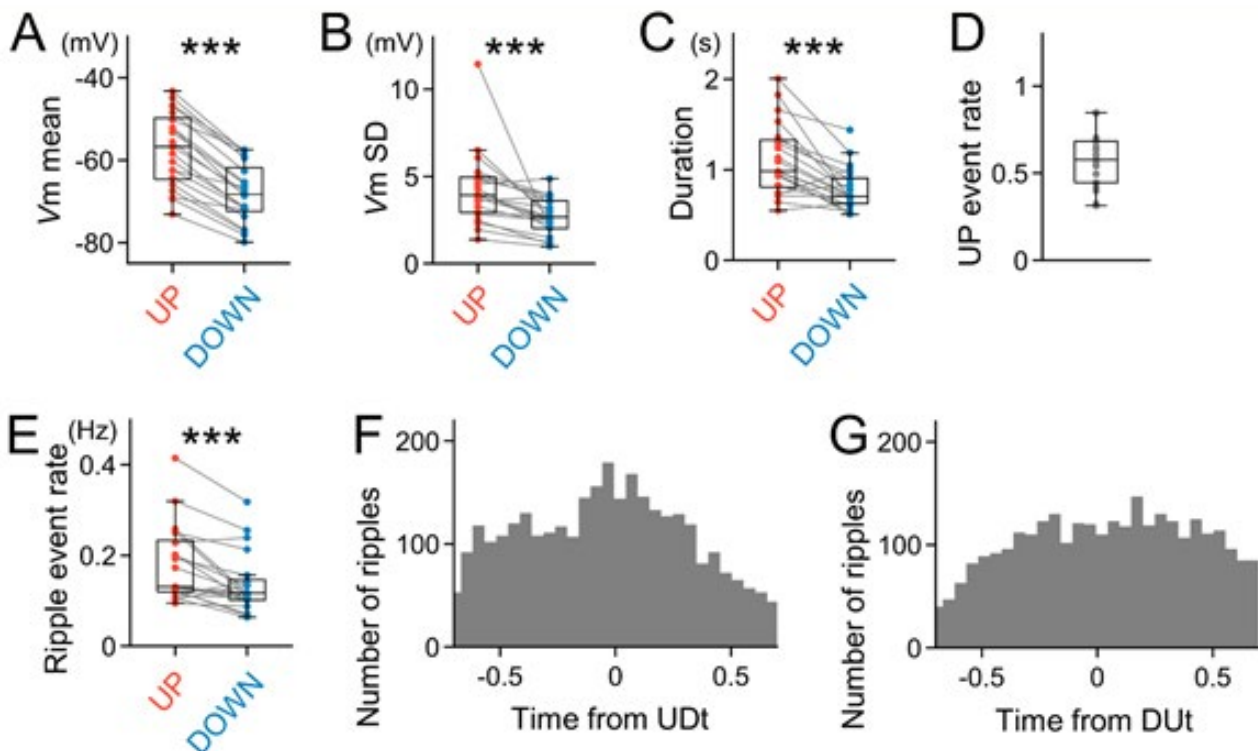 A (mV) ***
Vm mean
-40
-60
-80
UP
DOWN
B (mV) ***
Vm SD
10
5
0
UP
DOWN
C (s) ***
Duration
2
1
0
UP
DOWN
D
UP event rate
1
0.5
0
E (Hz) ***
Ripple event rate
0.4
0.2
0
UP
DOWN
F
Number of ripples
200
100
0
-0.5 0 0.5
Time from UDt
G
Number of ripples
200
100
0
-0.5 0 0.5
Time from DUt